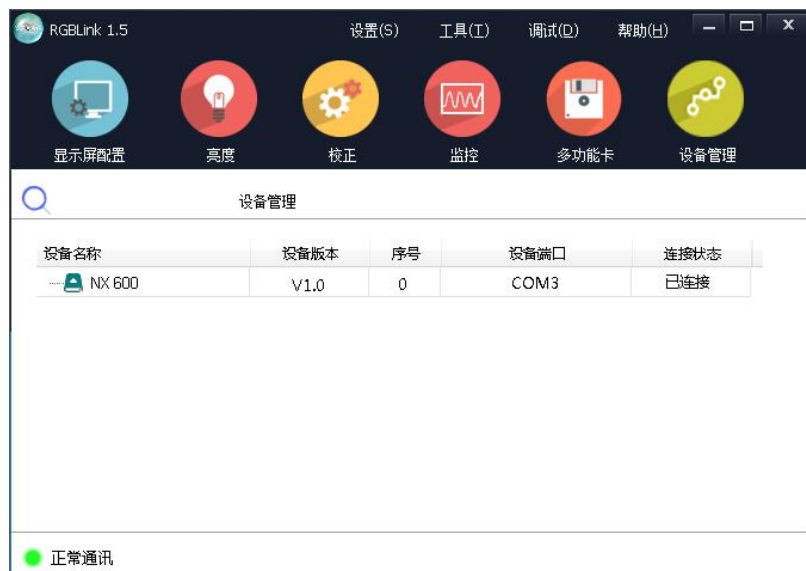 RGBLink 1.5 设置(S) 工具(T) 调试(D) 帮助(H)
显示屏配置 亮度 校正 监控 多功能卡 设备管理
设备管理
设备名称 设备版本 序号 设备端口 连接状态
NX 600 V1.0 0 COM3 已连接
正常通讯